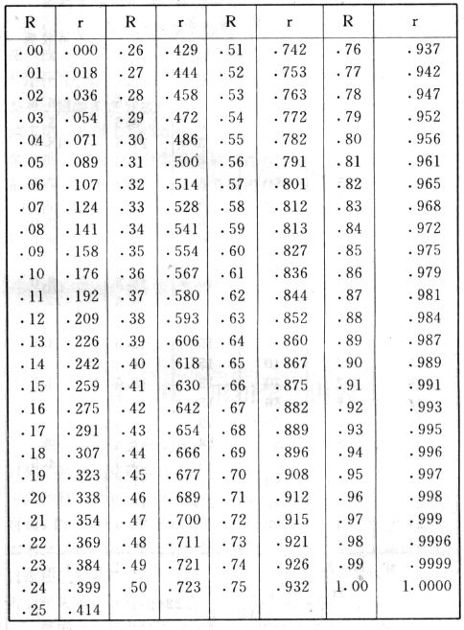 R r R r R r R r
.00 .000 .26 .429 .51 .742 .76 .937
.01 .018 .27 .444 .52 .753 .77 .942
.02 .036 .28 .458 .53 .763 .78 .947
.03 .054 .29 .472 .54 .772 .79 .952
.04 .071 .30 .486 .55 .782 .80 .956
.05 .089 .31 .500 .56 .791 .81 .961
.06 .107 .32 .514 .57 .801 .82 .965
.07 .124 .33 .528 .58 .812 .83 .968
.08 .141 .34 .541 .59 .813 .84 .972
.09 .158 .35 .554 .60 .827 .85 .975
.10 .176 .36 .567 .61 .836 .86 .979
.11 .192 .37 .580 .62 .844 .87 .981
.12 .209 .38 .593 .63 .852 .88 .984
.13 .226 .39 .606 .64 .860 .89 .987
.14 .242 .40 .618 .65 .867 .90 .989
.15 .259 .41 .630 .66 .875 .91 .991
.16 .275 .42 .642 .67 .882 .92 .993
.17 .291 .43 .654 .68 .889 .93 .995
.18 .307 .44 .666 .69 .896 .94 .996
.19 .323 .45 .677 .70 .908 .95 .997
.20 .338 .46 .689 .71 .912 .96 .998
.21 .354 .47 .700 .72 .915 .97 .999
.22 .369 .48 .711 .73 .921 .98 .9996
.23 .384 .49 .721 .74 .926 .99 .9999
.24 .399 .50 .723 .75 .932 1.00 1.0000
.25 .414